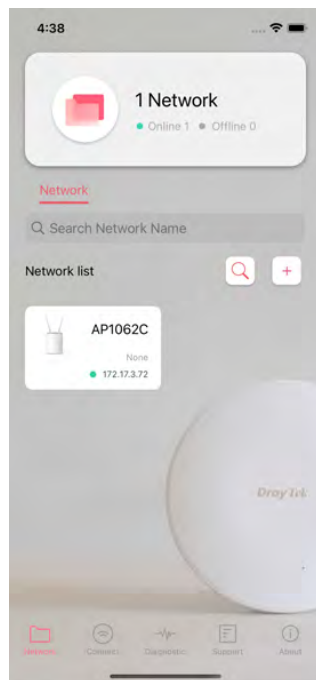 4:38
1 Network
Online 1 Offline 0
Network
Search Network Name
Network list
AP1062C
None
172.17.3.72
DrayTek
Network
Connect
Diagnostic
Support
About